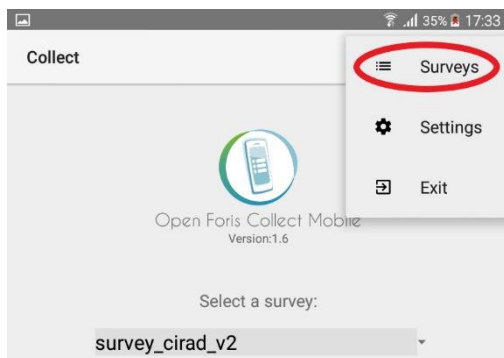 35% 17:33
Collect
Surveys
Settings
Exit
Open Foris Collect Mobile
Version:1.6
Select a survey:
survey_cirad_v2